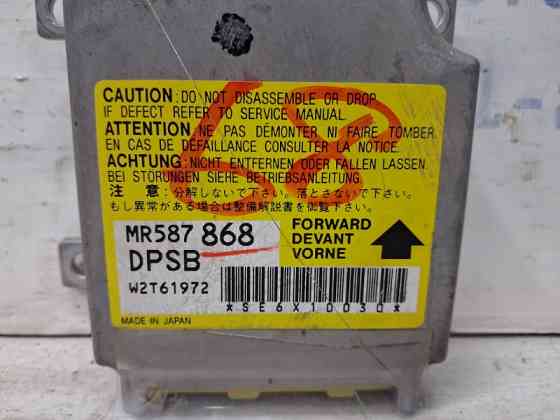 CAUTION: DO NOT DISASSEMBLE OR DROP.
IF DEFECT REFER TO SERVICE MANUAL.
ATTENTION: NE PAS DÉMONTER NI FAIRE TOMBER
EN CAS DE DÉFAILLANCE CONSULTER LA NOTICE.
ACHTUNG: NICHT ENTFERNEN ODER FALLEN LASSEN
BEI STÖRUNGEN SIEHE BETRIEBSANLEITUNG.
注 意:分解しないで下さい。落とさないで下さい。
もし異常がある場合は整備解説書を御覧下さい。
MR587 868
DPSB
W2T61972
FORWARD
DEVANT
VORNE
*SE6X10030*
MADE IN JAPAN